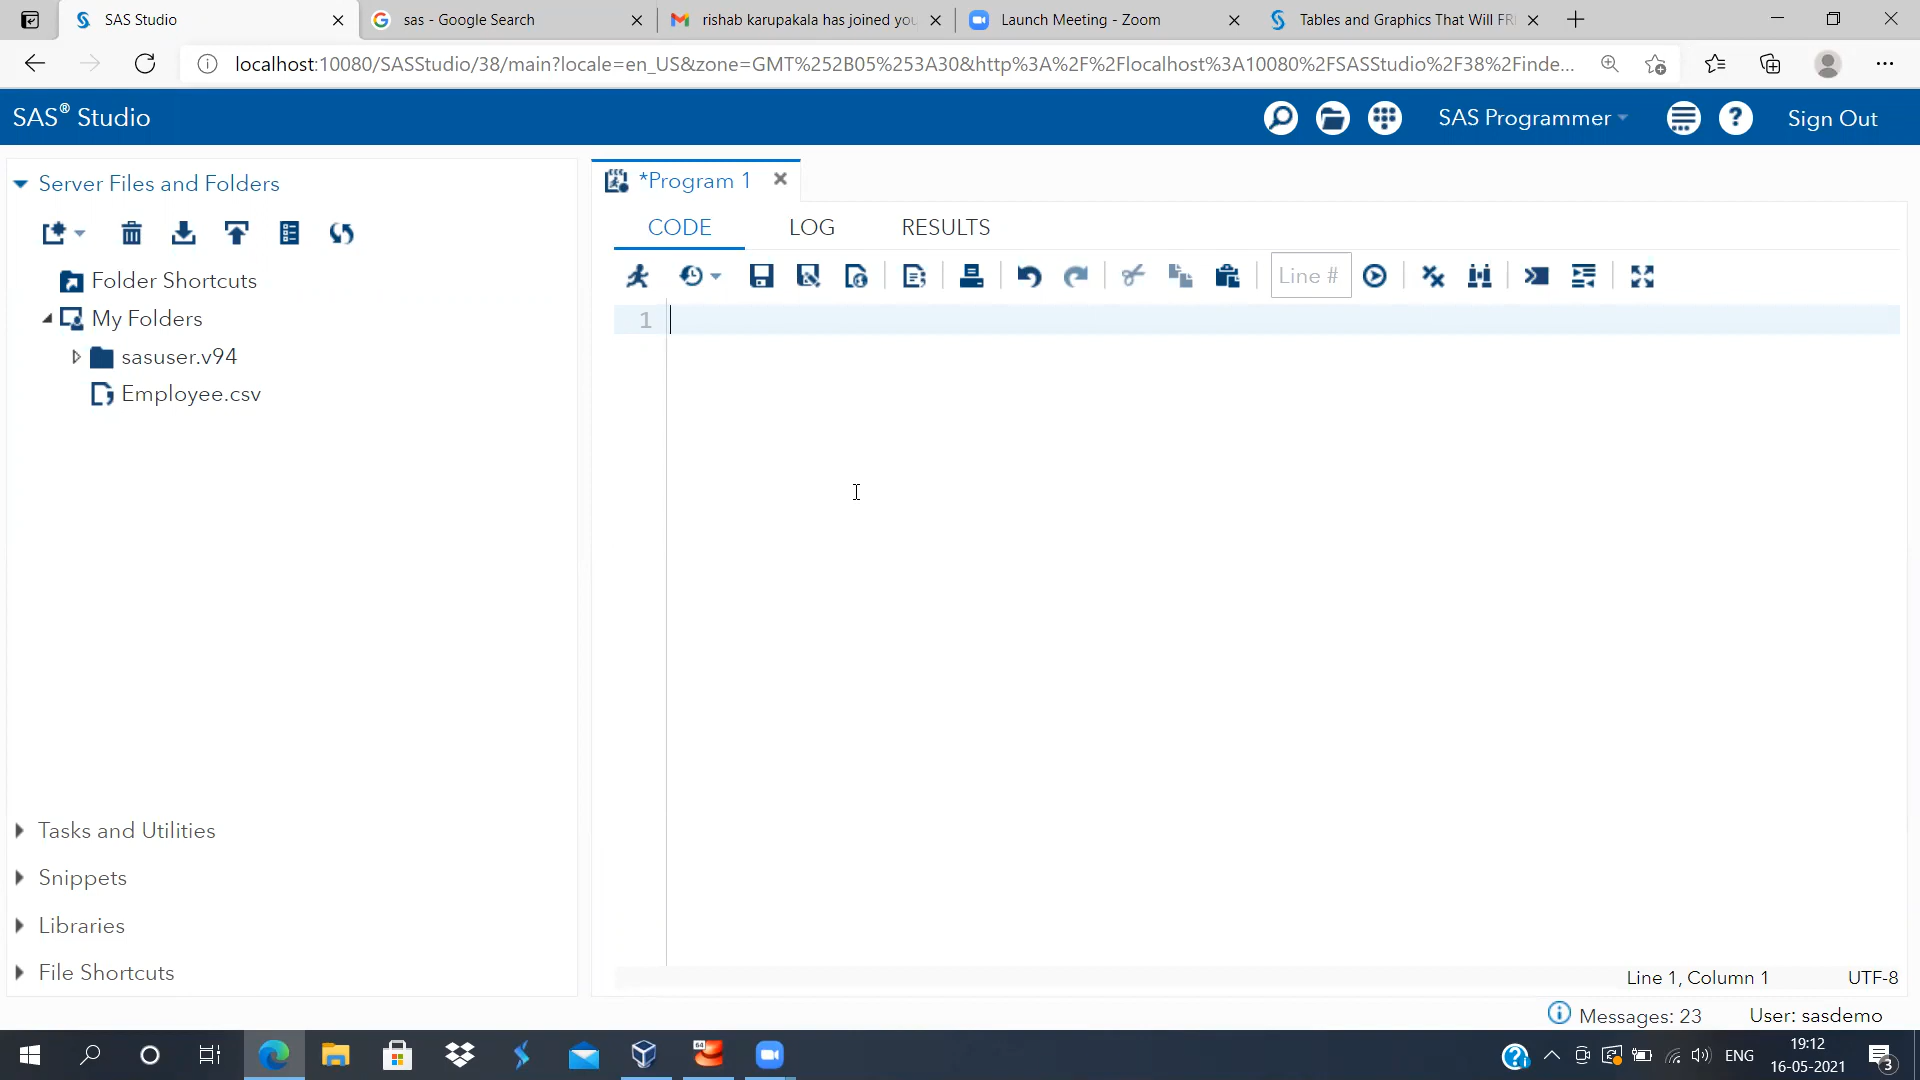 SAS Studio
sas - Google Search
rishab karupakala has joined you
Launch Meeting - Zoom
Tables and Graphics That Will FR
localhost:10080/SASStudio/38/main?locale=en_US&zone=GMT%252B05%253A30&http%3A%2F%2Flocalhost%3A10080%2FSASStudio%2F38%2Finde...
SAS® Studio
SAS Programmer
Sign Out
Server Files and Folders
Folder Shortcuts
My Folders
sasuser.v94
Employee.csv
Tasks and Utilities
Snippets
Libraries
File Shortcuts
*Program 1
CODE
LOG
RESULTS
Line #
1
Line 1, Column 1
UTF-8
Messages: 23
User: sasdemo
64
ENG
19:12
16-05-2021
3